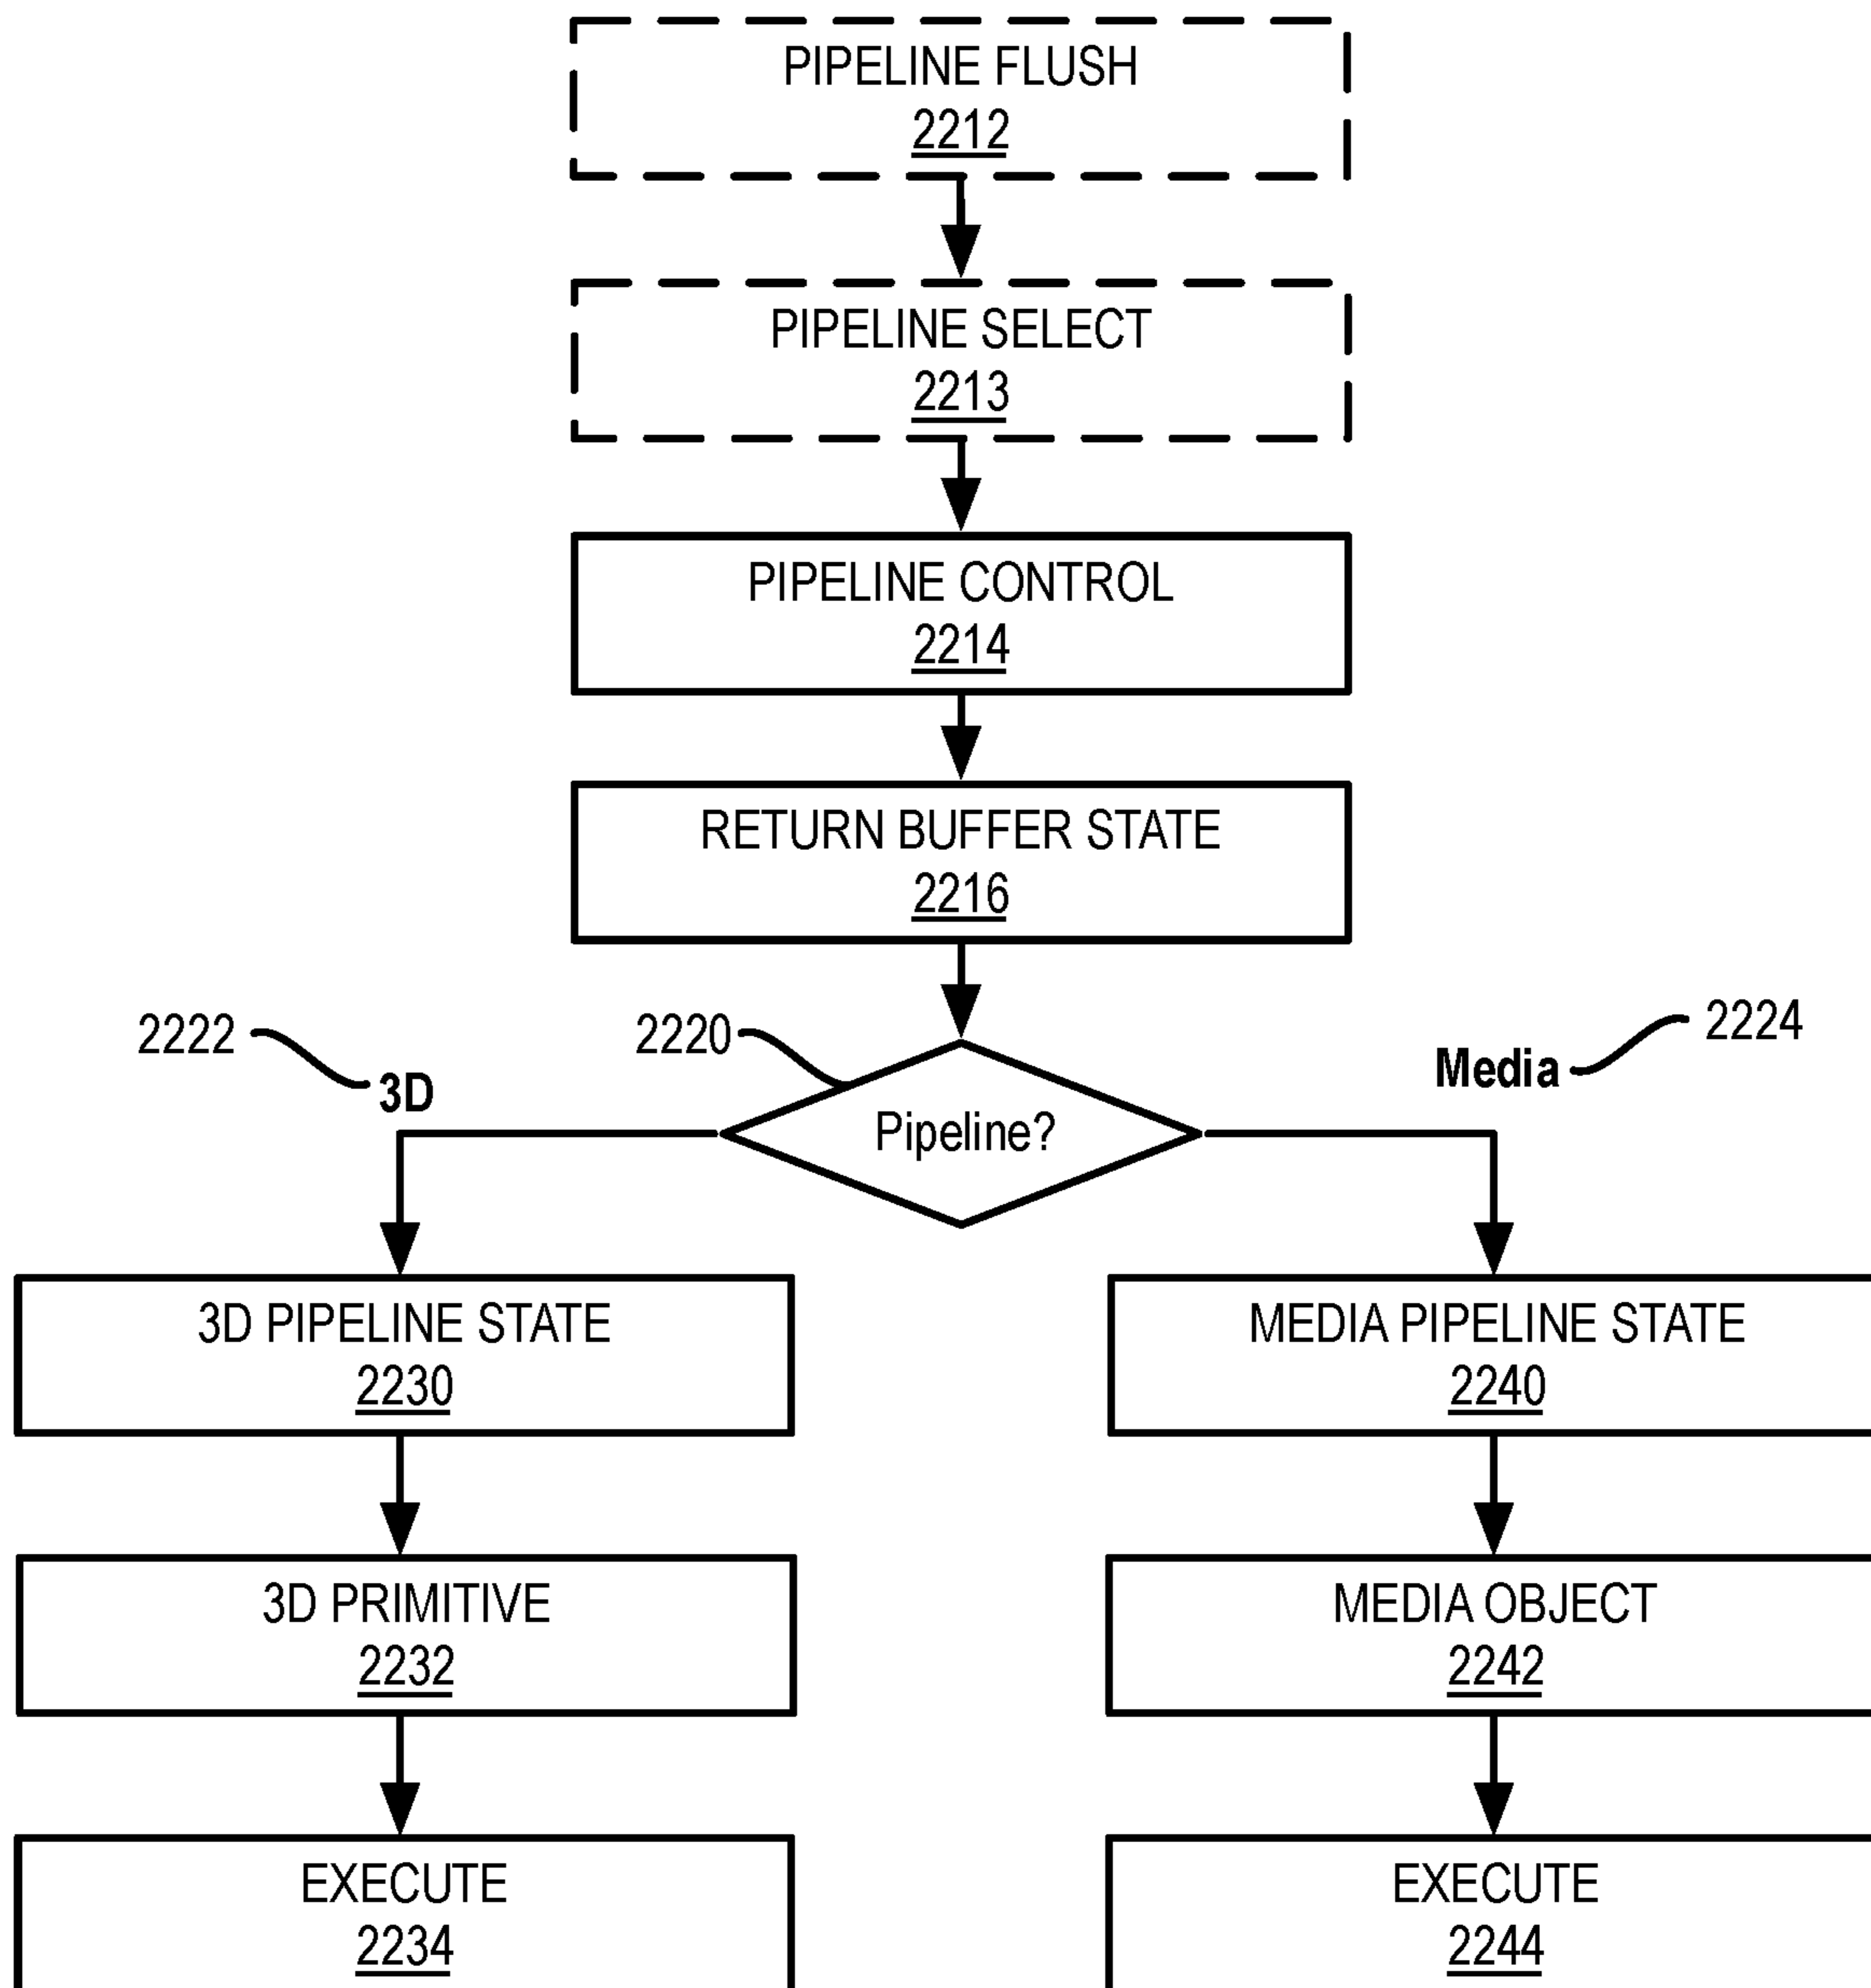 PIPELINE FLUSH
2212
PIPELINE SELECT
2213
PIPELINE CONTROL
2214
RETURN BUFFER STATE
2216
2222
3D
2220
Pipeline?
Media
2224
3D PIPELINE STATE
2230
MEDIA PIPELINE STATE
2240
3D PRIMITIVE
2232
MEDIA OBJECT
2242
EXECUTE
2234
EXECUTE
2244